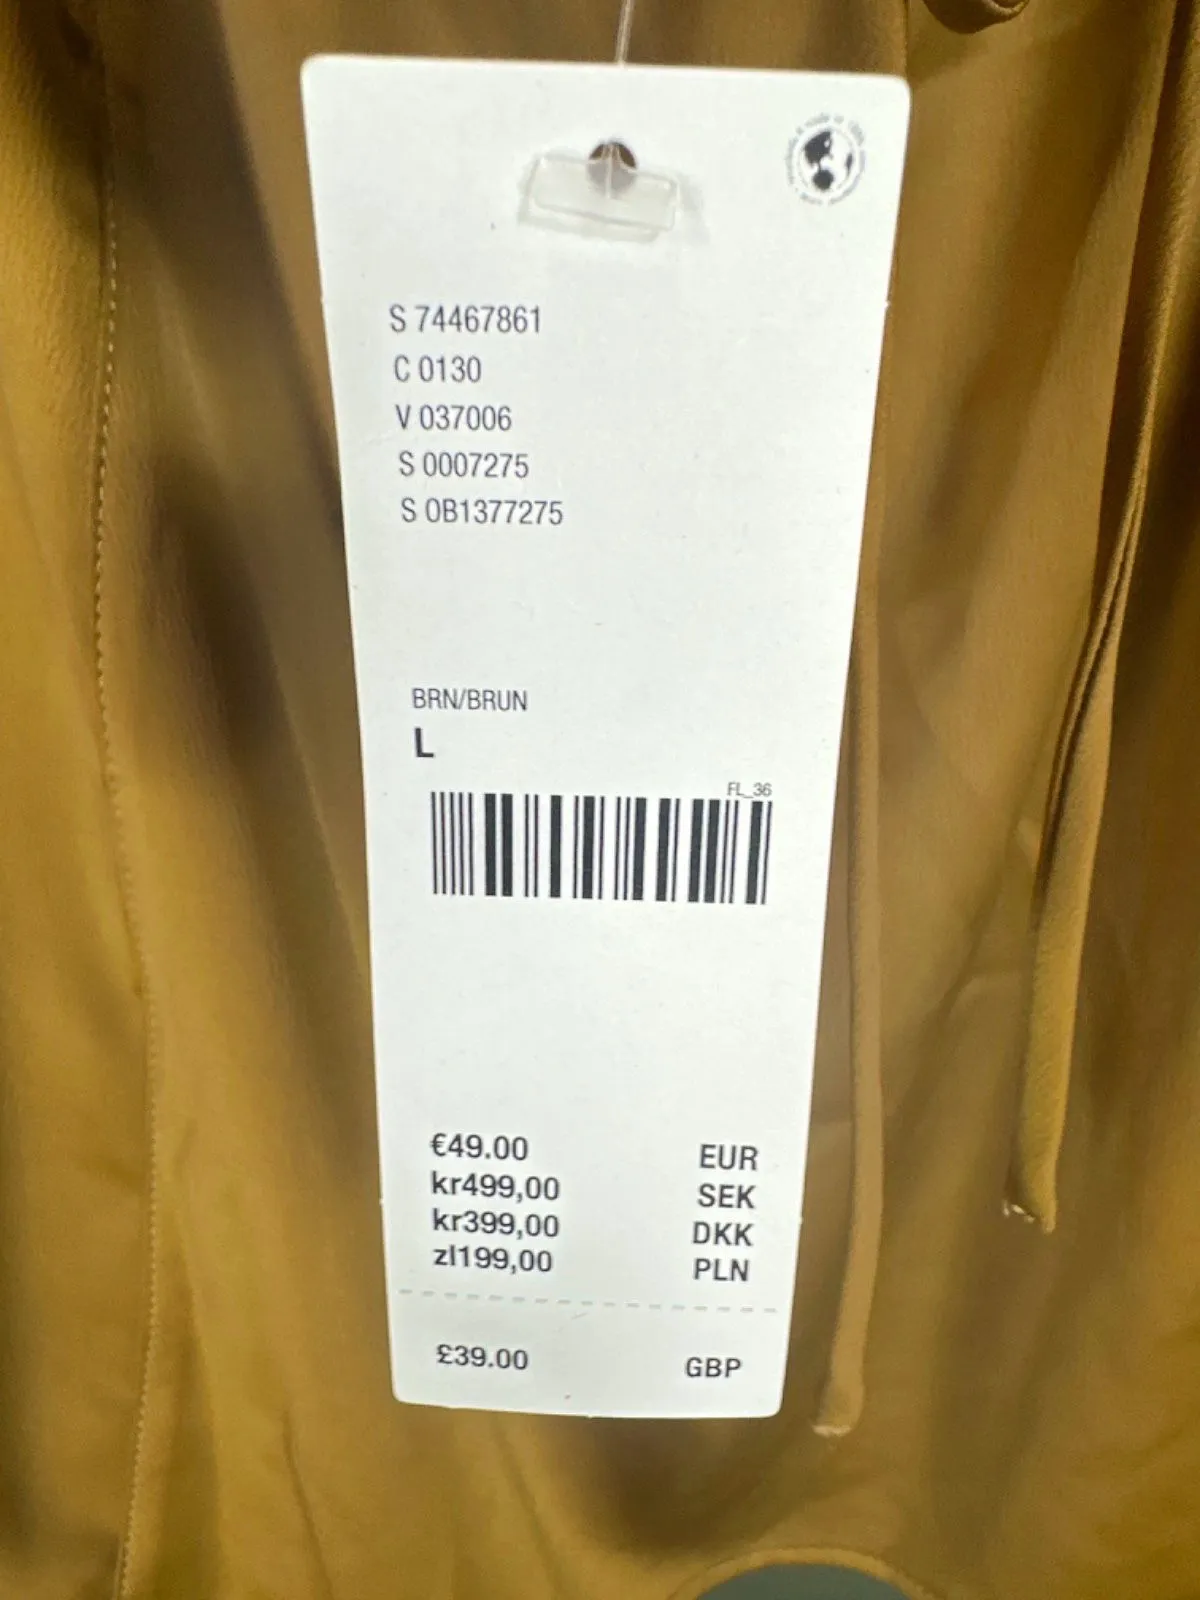 S 74467861
C 0130
V 037006
S 0007275
S 0B1377275
BRN/BRUN
L
FL_36
€49.00 EUR
kr499,00 SEK
kr399,00 DKK
zl199,00 PLN
£39.00 GBP